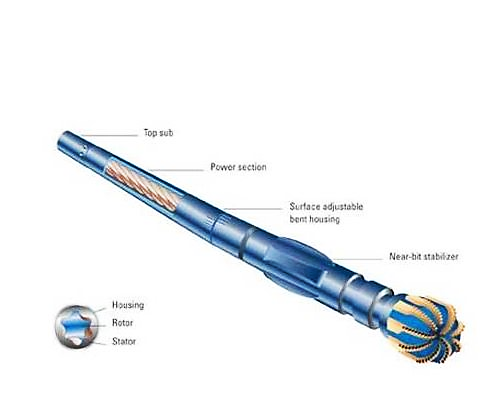 Top sub
Power section
Surface adjustable
bent housing
Near-bit stabilizer
Housing
Rotor
Stator